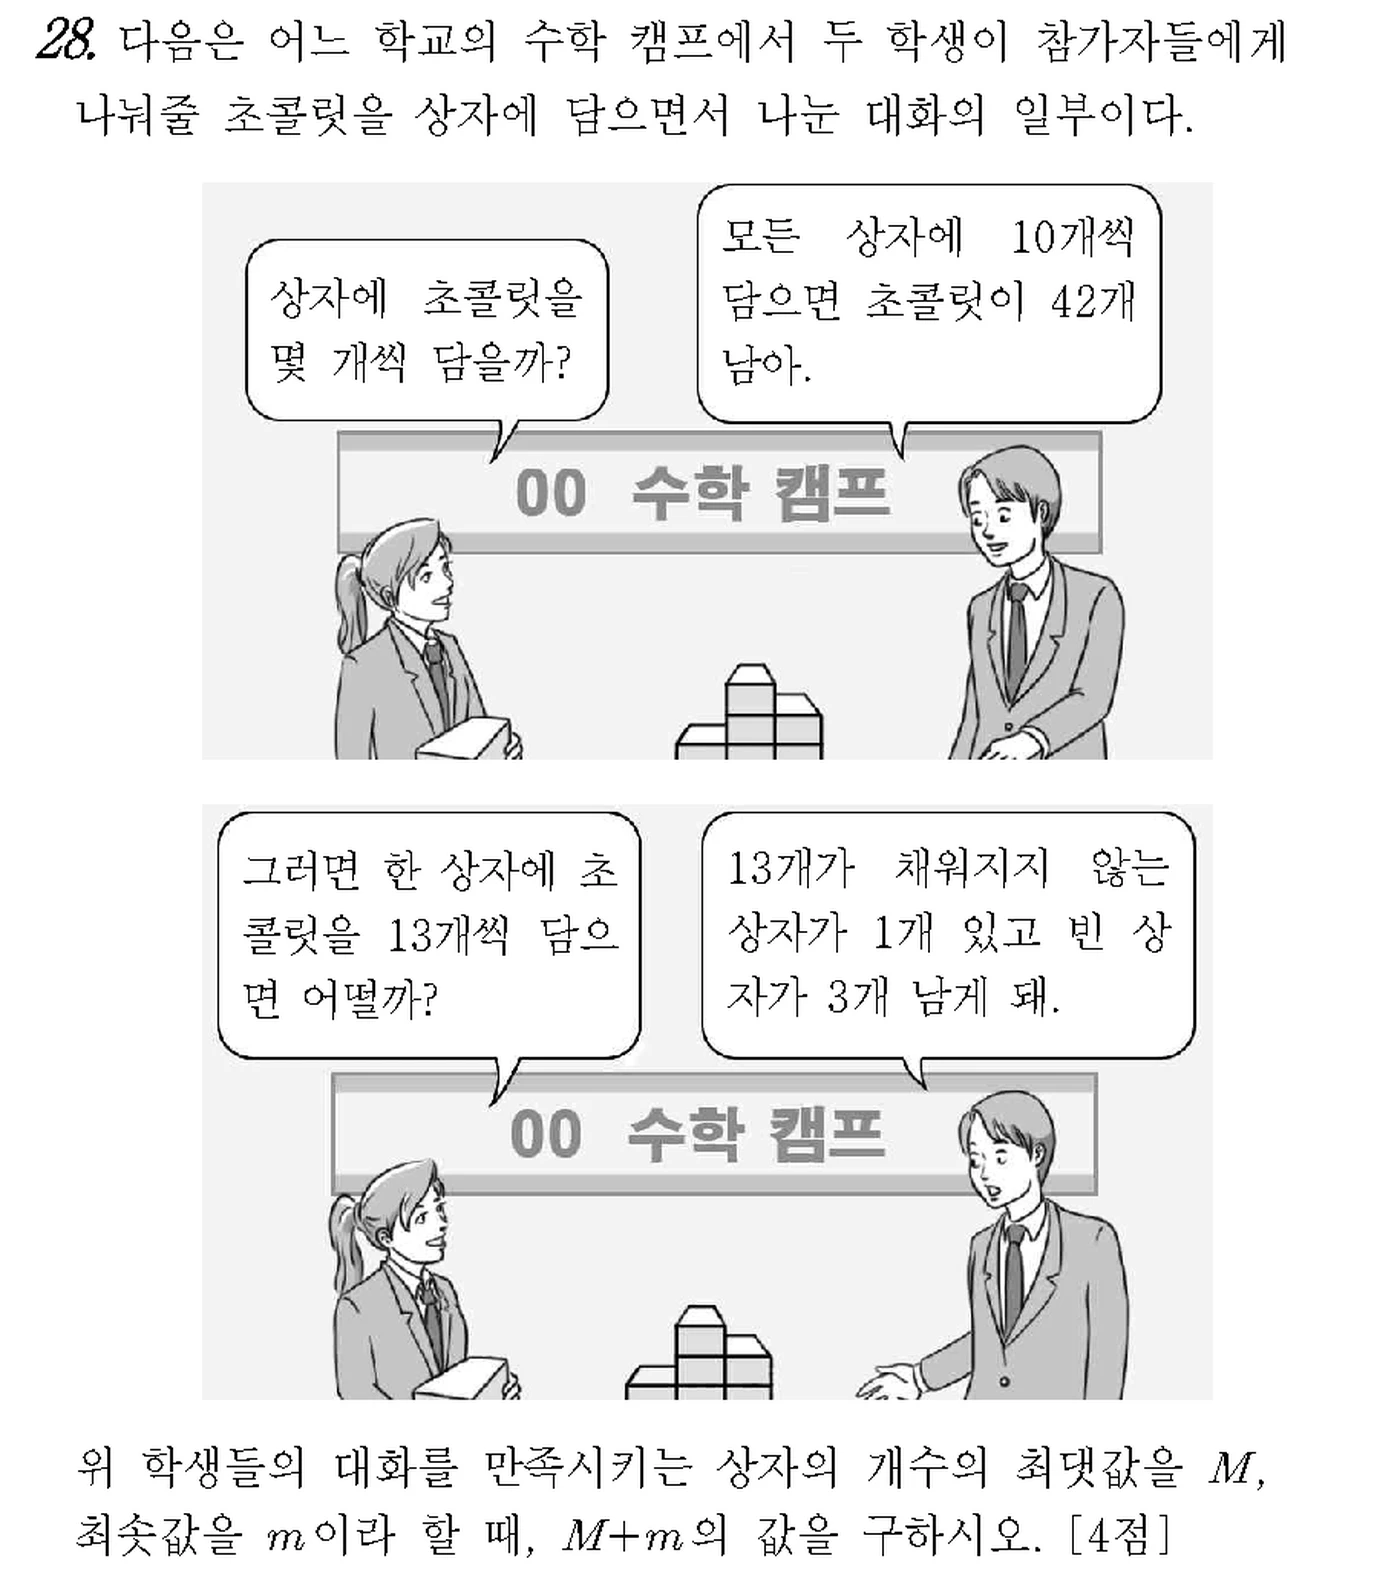 28. 다음은 어느 학교의 수학 캠프에서 두 학생이 참가자들에게
나눠줄 초콜릿을 상자에 담으면서 나눈 대화의 일부이다.
상자에 초콜릿을
몇 개씩 담을까?
모든 상자에 10개씩
담으면 초콜릿이 42개
남아.
00 수학 캠프
그러면 한 상자에 초
콜릿을 13개씩 담으
면 어떨까?
13개가 채워지지 않는
상자가 1개 있고 빈 상
자가 3개 남게 돼.
00 수학 캠프
위 학생들의 대화를 만족시키는 상자의 개수의 최댓값을 M,
최솟값을 m이라 할 때, M+m의 값을 구하시오. [4점]